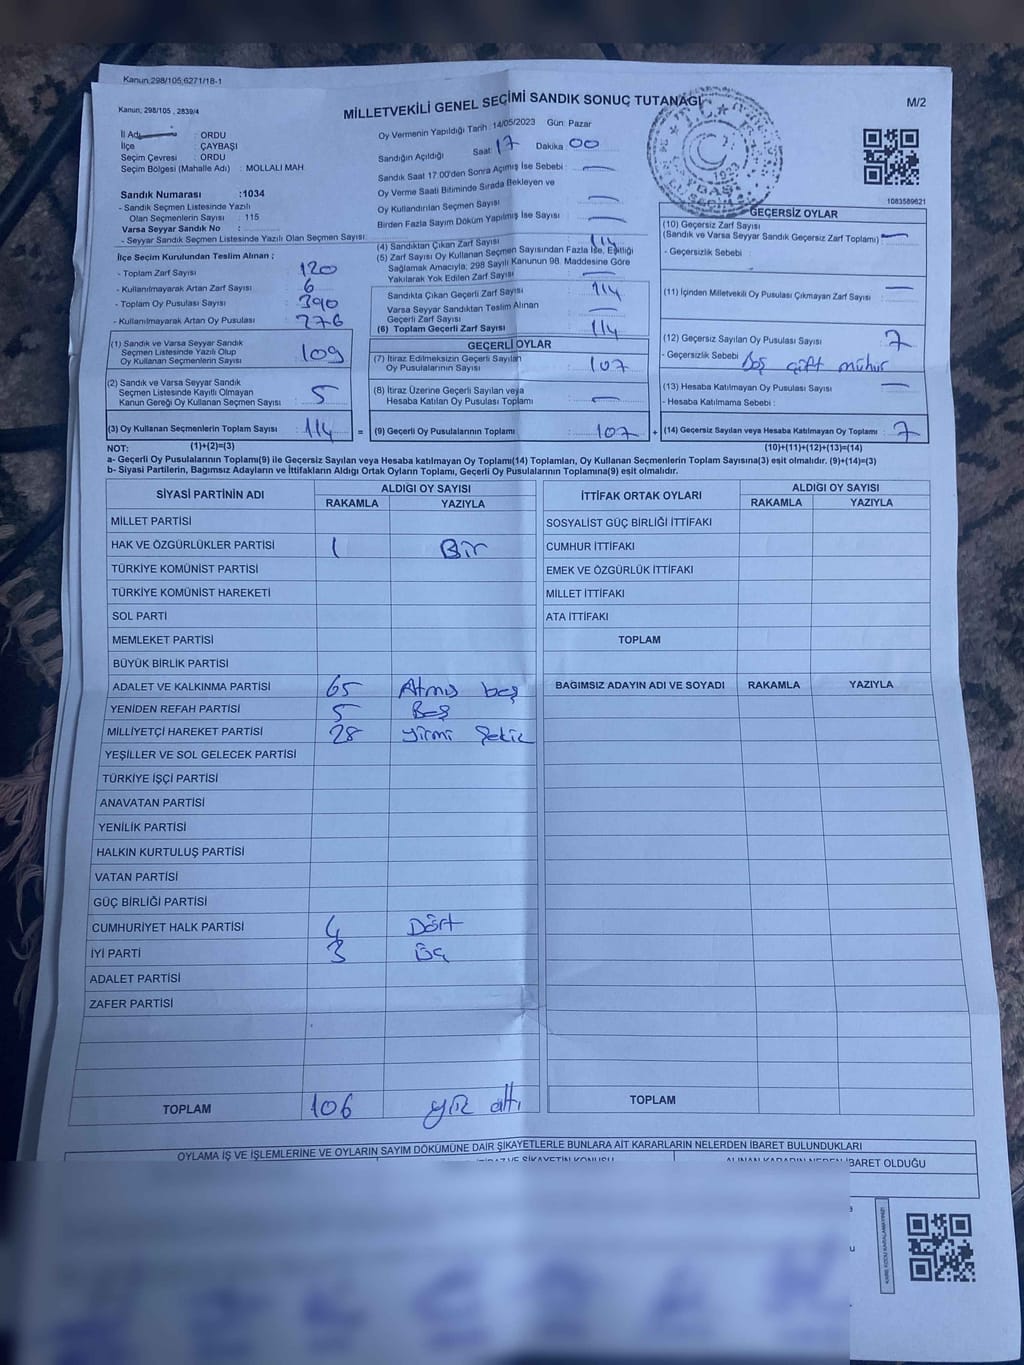 Kanun, 298/105,6271/18-1
Kanun, 298/105 , 2839/4
MİLLETVEKİLİ GENEL SEÇİMİ SANDIK SONUÇ TUTANAĞI
M/2
İl Adı : ORDU
İlçe : ÇAYBAŞI
Seçim Çevresi : ORDU
Seçim Bölgesi (Mahalle Adı) : MOLLALI MAH
Sandık Numarası :1034
- Sandık Seçmen Listesinde Yazılı
Olan Seçmenlerin Sayısı : 115
Varsa Seyyar Sandık No :
- Seyyar Sandık Seçmen Listesinde Yazılı Olan Seçmen Sayısı:
İlçe Seçim Kurulundan Teslim Alınan ;
- Toplam Zarf Sayısı : 120
- Kullanılmayarak Artan Zarf Sayısı : 6
- Toplam Oy Pusulası Sayısı : 390
- Kullanılmayarak Artan Oy Pusulası : 276
(1) Sandık ve Varsa Seyyar Sandık
Seçmen Listesinde Yazılı Olup
Oy Kullanan Seçmenlerin Sayısı : 109
(2) Sandık ve Varsa Seyyar Sandık
Seçmen Listesinde Kayıtlı Olmayan
Kanun Gereği Oy Kullanan Seçmen Sayısı : 5
(3) Oy Kullanan Seçmenlerin Toplam Sayısı : 114 =
Oy Vermenin Yapıldığı Tarih : 14/05/2023 Gün: Pazar
Sandığın Açıldığı Saat : 17 Dakika 00
Sandık Saat 17:00'den Sonra Açılmış İse Sebebi : —
Oy Verme Saati Bitiminde Sırada Bekleyen ve
Oy Kullandırılan Seçmen Sayısı : —
Birden Fazla Sayım Döküm Yapılmış İse Sayısı : —
(4) Sandıktan Çıkan Zarf Sayısı : 114
(5) Zarf Sayısı Oy Kullanan Seçmen Sayısından Fazla İse, Eşitliği
Sağlamak Amacıyla; 298 Sayılı Kanunun 98. Maddesine Göre
Yakılarak Yok Edilen Zarf Sayısı : —
Sandıkta Çıkan Geçerli Zarf Sayısı : 114
Varsa Seyyar Sandıktan Teslim Alınan
Geçerli Zarf Sayısı : —
(6) Toplam Geçerli Zarf Sayısı : 114
GEÇERLİ OYLAR
(7) İtiraz Edilmeksizin Geçerli Sayılan
Oy Pusulalarının Sayısı : 107
(8) İtiraz Üzerine Geçerli Sayılan veya
Hesaba Katılan Oy Pusulası Toplamı : —
(9) Geçerli Oy Pusulalarının Toplamı : 107 +
1083589621
GEÇERSİZ OYLAR
(10) Geçersiz Zarf Sayısı
(Sandık ve Varsa Seyyar Sandık Geçersiz Zarf Toplamı) : —
- Geçersizlik Sebebi :
(11) İçinden Milletvekili Oy Pusulası Çıkmayan Zarf Sayısı : —
(12) Geçersiz Sayılan Oy Pusulası Sayısı : 7
- Geçersizlik Sebebi : Boş çift mühür
(13) Hesaba Katılmayan Oy Pusulası Sayısı : —
- Hesaba Katılmama Sebebi :
(14) Geçersiz Sayılan veya Hesaba Katılmayan Oy Toplamı : 7
NOT: (1)+(2)=(3) (10)+(11)+(12)+(13)=(14)
a- Geçerli Oy Pusulalarının Toplamı(9) ile Geçersiz Sayılan veya Hesaba katılmayan Oy Toplamı(14) Toplamları, Oy Kullanan Seçmenlerin Toplam Sayısına(3) eşit olmalıdır. (9)+(14)=(3)
b- Siyasi Partilerin, Bağımsız Adayların ve İttifakların Aldığı Ortak Oyların Toplamı, Geçerli Oy Pusulalarının Toplamına(9) eşit olmalıdır.
SİYASİ PARTİNİN ADI ALDIĞI OY SAYISI
RAKAMLA YAZIYLA
MİLLET PARTİSİ
HAK VE ÖZGÜRLÜKLER PARTİSİ 1 Bir
TÜRKİYE KOMÜNİST PARTİSİ
TÜRKİYE KOMÜNİST HAREKETİ
SOL PARTİ
MEMLEKET PARTİSİ
BÜYÜK BİRLİK PARTİSİ
ADALET VE KALKINMA PARTİSİ 65 Atmış beş
YENİDEN REFAH PARTİSİ 5 Beş
MİLLİYETÇİ HAREKET PARTİSİ 28 yirmi Sekiz
YEŞİLLER VE SOL GELECEK PARTİSİ
TÜRKİYE İŞÇİ PARTİSİ
ANAVATAN PARTİSİ
YENİLİK PARTİSİ
HALKIN KURTULUŞ PARTİSİ
VATAN PARTİSİ
GÜÇ BİRLİĞİ PARTİSİ
CUMHURİYET HALK PARTİSİ 4 Dört
İYİ PARTİ 3 Üç
ADALET PARTİSİ
ZAFER PARTİSİ
TOPLAM 106 yüz altı
İTTİFAK ORTAK OYLARI ALDIĞI OY SAYISI
RAKAMLA YAZIYLA
SOSYALİST GÜÇ BİRLİĞİ İTTİFAKI
CUMHUR İTTİFAKI
EMEK VE ÖZGÜRLÜK İTTİFAKI
MİLLET İTTİFAKI
ATA İTTİFAKI
TOPLAM
BAĞIMSIZ ADAYIN ADI VE SOYADI RAKAMLA YAZIYLA
TOPLAM
OYLAMA İŞ VE İŞLEMLERİNE VE OYLARIN SAYIM DÖKÜMÜNE DAİR ŞİKAYETLERLE BUNLARA AİT KARARLARIN NELERDEN İBARET BULUNDUKLARI
ALINAN KARARIN NEDEN İBARET OLDUĞU